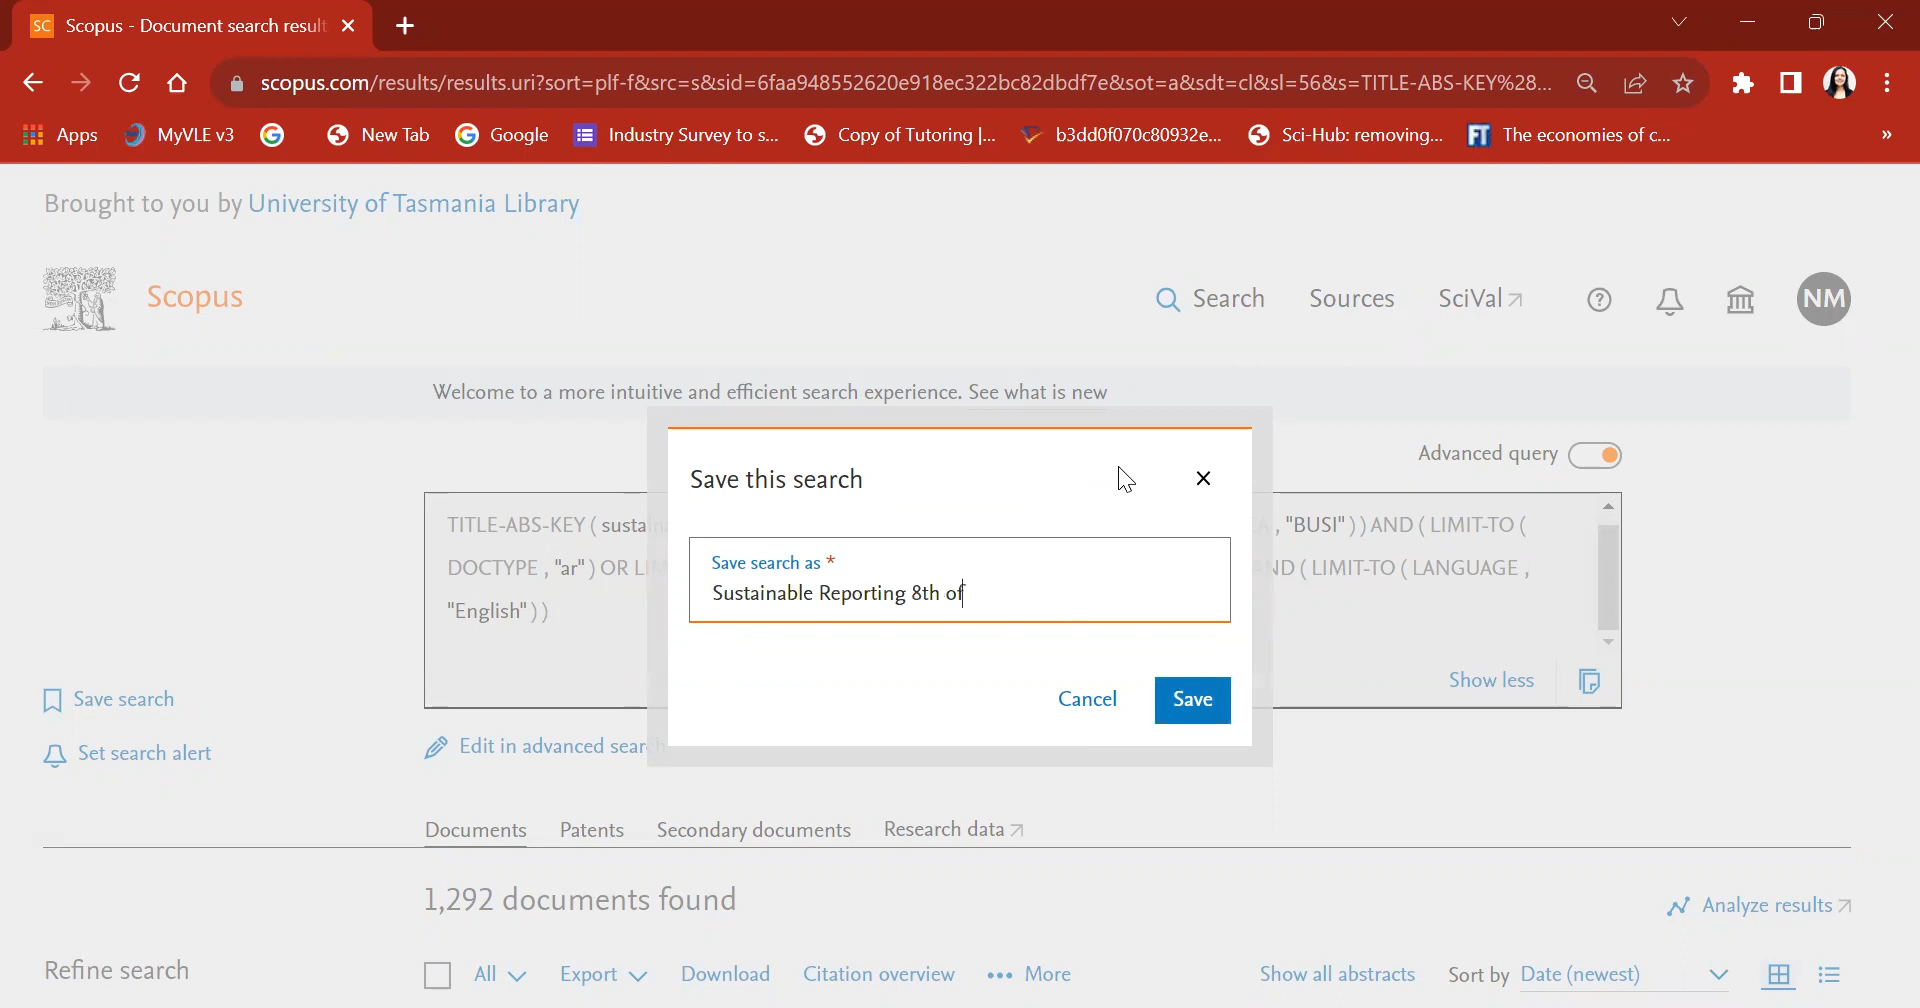 SC Scopus - Document search result
scopus.com/results/results.uri?sort=plf-f&src=s&sid=6faa948552620e918ec322bc82dbdf7e&sot=a&sdt=cl&sl=56&s=TITLE-ABS-KEY%28...
Apps MyVLE v3 New Tab Google Industry Survey to s... Copy of Tutoring |... b3dd0f070c80932e... Sci-Hub: removing... FT The economies of c... »
Brought to you by University of Tasmania Library
Scopus Search Sources SciVal NM
Welcome to a more intuitive and efficient search experience. See what is new
Advanced query
Save this search
TITLE-ABS-KEY ( susta , "BUSI" ) ) AND ( LIMIT-TO (
Save search as *
DOCTYPE , "ar" ) OR LI ND ( LIMIT-TO ( LANGUAGE ,
Sustainable Reporting 8th of
"English" ) )
Show less
Save search Cancel Save
Set search alert Edit in advanced sear
Documents Patents Secondary documents Research data
1,292 documents found
Analyze results
Refine search All Export Download Citation overview More Show all abstracts Sort by Date (newest)